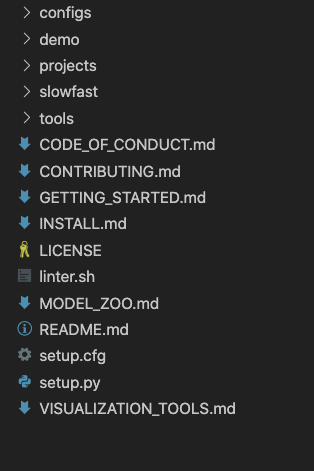 configs
demo
projects
slowfast
tools
CODE_OF_CONDUCT.md
CONTRIBUTING.md
GETTING_STARTED.md
INSTALL.md
LICENSE
linter.sh
MODEL_ZOO.md
README.md
setup.cfg
setup.py
VISUALIZATION_TOOLS.md